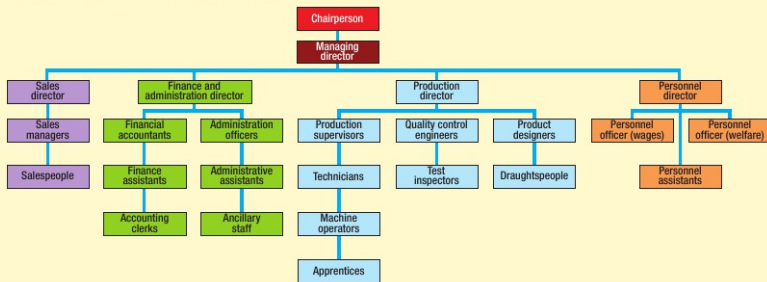 Chairperson
Managing
director
Sales
director
Finance and
administration director
Production
director
Personnel
director
Sales
managers
Financial
accountants
Administration
officers
Production
supervisors
Quality control
engineers
Product
designers
Personnel
officer (wages)
Personnel
officer (welfare)
Salespeople
Finance
assistants
Administrative
assistants
Technicians
Test
inspectors
Draughtspeople
Personnel
assistants
Accounting
clerks
Ancillary
staff
Machine
operators
Apprentices